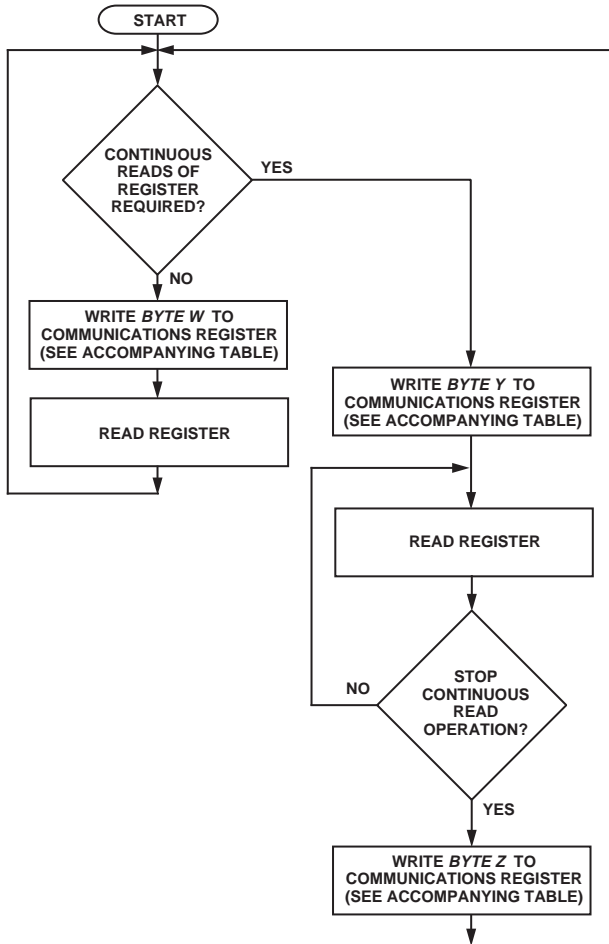 START
CONTINUOUS
READS OF
REGISTER
REQUIRED?
YES
NO
WRITE BYTE W TO
COMMUNICATIONS REGISTER
(SEE ACCOMPANYING TABLE)
READ REGISTER
WRITE BYTE Y TO
COMMUNICATIONS REGISTER
(SEE ACCOMPANYING TABLE)
READ REGISTER
STOP
CONTINUOUS
READ
OPERATION?
NO
YES
WRITE BYTE Z TO
COMMUNICATIONS REGISTER
(SEE ACCOMPANYING TABLE)